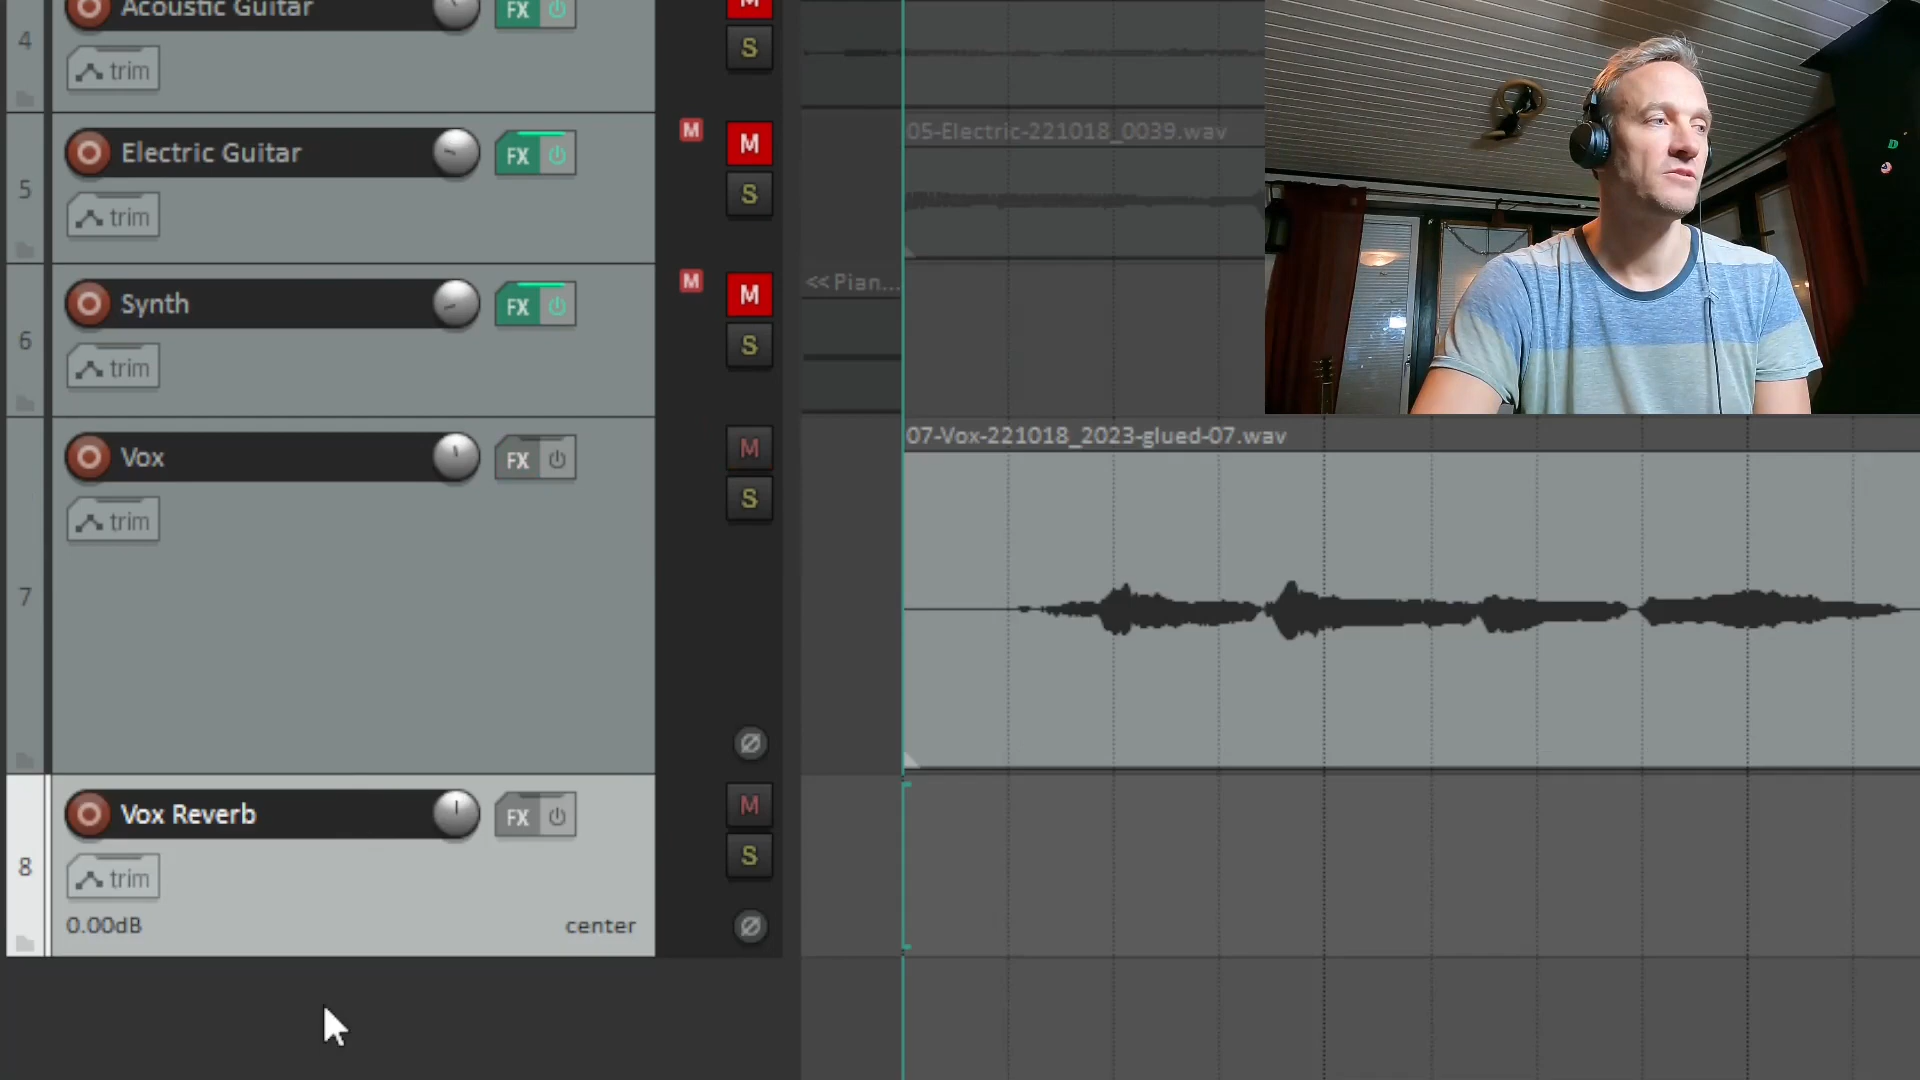 4
Acoustic Guitar
FX
M
S
trim
5
Electric Guitar
FX
M
M
S
trim
05-Electric-221018_0039.wav
6
Synth
FX
M
M
S
trim
<< Pian...
7
Vox
FX
M
S
trim
07-Vox-221018_2023-glued-07.wav
8
Vox Reverb
FX
M
S
trim
0.00dB
center